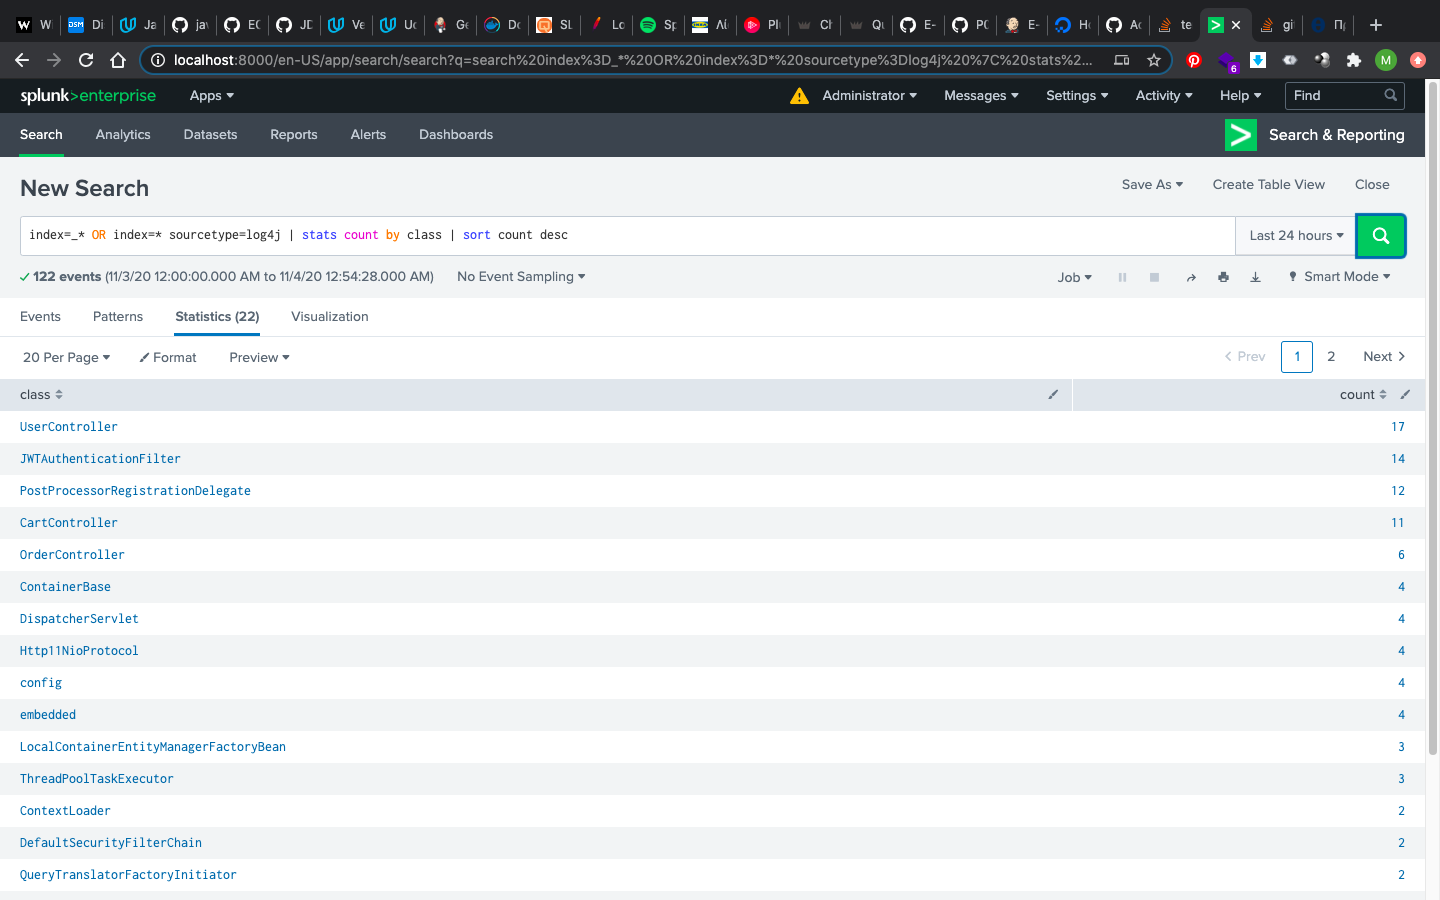 W Di Ja jav EC JD Ve Uc Ge Do SL Lo Sp Ch Qu E- PC E- Ho Ac te gi
localhost:8000/en-US/app/search/search?q=search%20index%3D_*%20OR%20index%3D*%20sourcetype%3Dlog4j%20%7C%20stats%2... 6 M
splunk>enterprise Apps Administrator Messages Settings Activity Help Find
Search Analytics Datasets Reports Alerts Dashboards > Search & Reporting
New Search Save As Create Table View Close
index=_* OR index=* sourcetype=log4j | stats count by class | sort count desc Last 24 hours
122 events (11/3/20 12:00:00.000 AM to 11/4/20 12:54:28.000 AM) No Event Sampling Job Smart Mode
Events Patterns Statistics (22) Visualization
20 Per Page Format Preview < Prev 1 2 Next >
class count
UserController 17
JWTAuthenticationFilter 14
PostProcessorRegistrationDelegate 12
CartController 11
OrderController 6
ContainerBase 4
DispatcherServlet 4
Http11NioProtocol 4
config 4
embedded 4
LocalContainerEntityManagerFactoryBean 3
ThreadPoolTaskExecutor 3
ContextLoader 2
DefaultSecurityFilterChain 2
QueryTranslatorFactoryInitiator 2